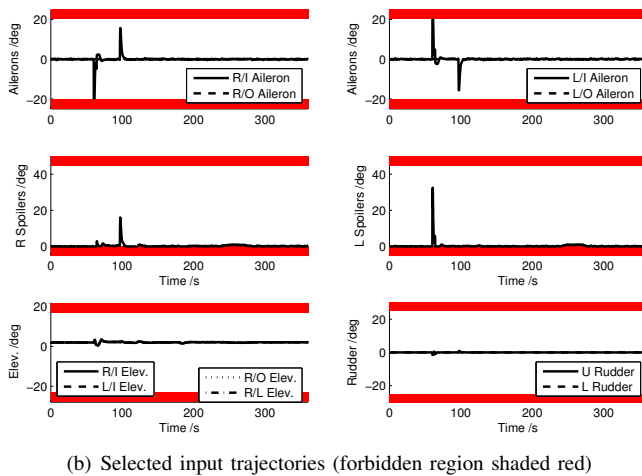 Ailerons /deg
20
0
−20
R/I Aileron
R/O Aileron
0 100 200 300
Ailerons /deg
20
0
−20
L/I Aileron
L/O Aileron
0 100 200 300
R Spoilers /deg
40
20
0
0 100 200 300
Time /s
L Spoilers /deg
40
20
0
0 100 200 300
Time /s
Elev. /deg
20
0
−20
R/I Elev.
L/I Elev.
R/O Elev.
R/L Elev.
0 100 200 300
Time /s
Rudder /deg
20
0
−20
U Rudder
L Rudder
0 100 200 300
Time /s
(b) Selected input trajectories (forbidden region shaded red)